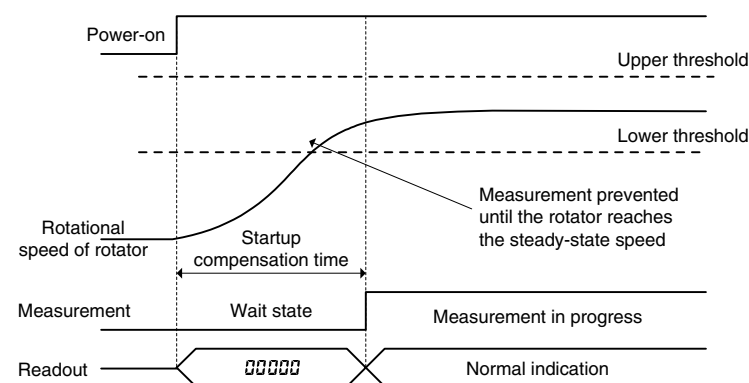 Power-on
Upper threshold
Lower threshold
Measurement prevented
until the rotator reaches
the steady-state speed
Rotational
speed of rotator
Startup
compensation time
Measurement
Wait state
Measurement in progress
Readout
00000
Normal indication